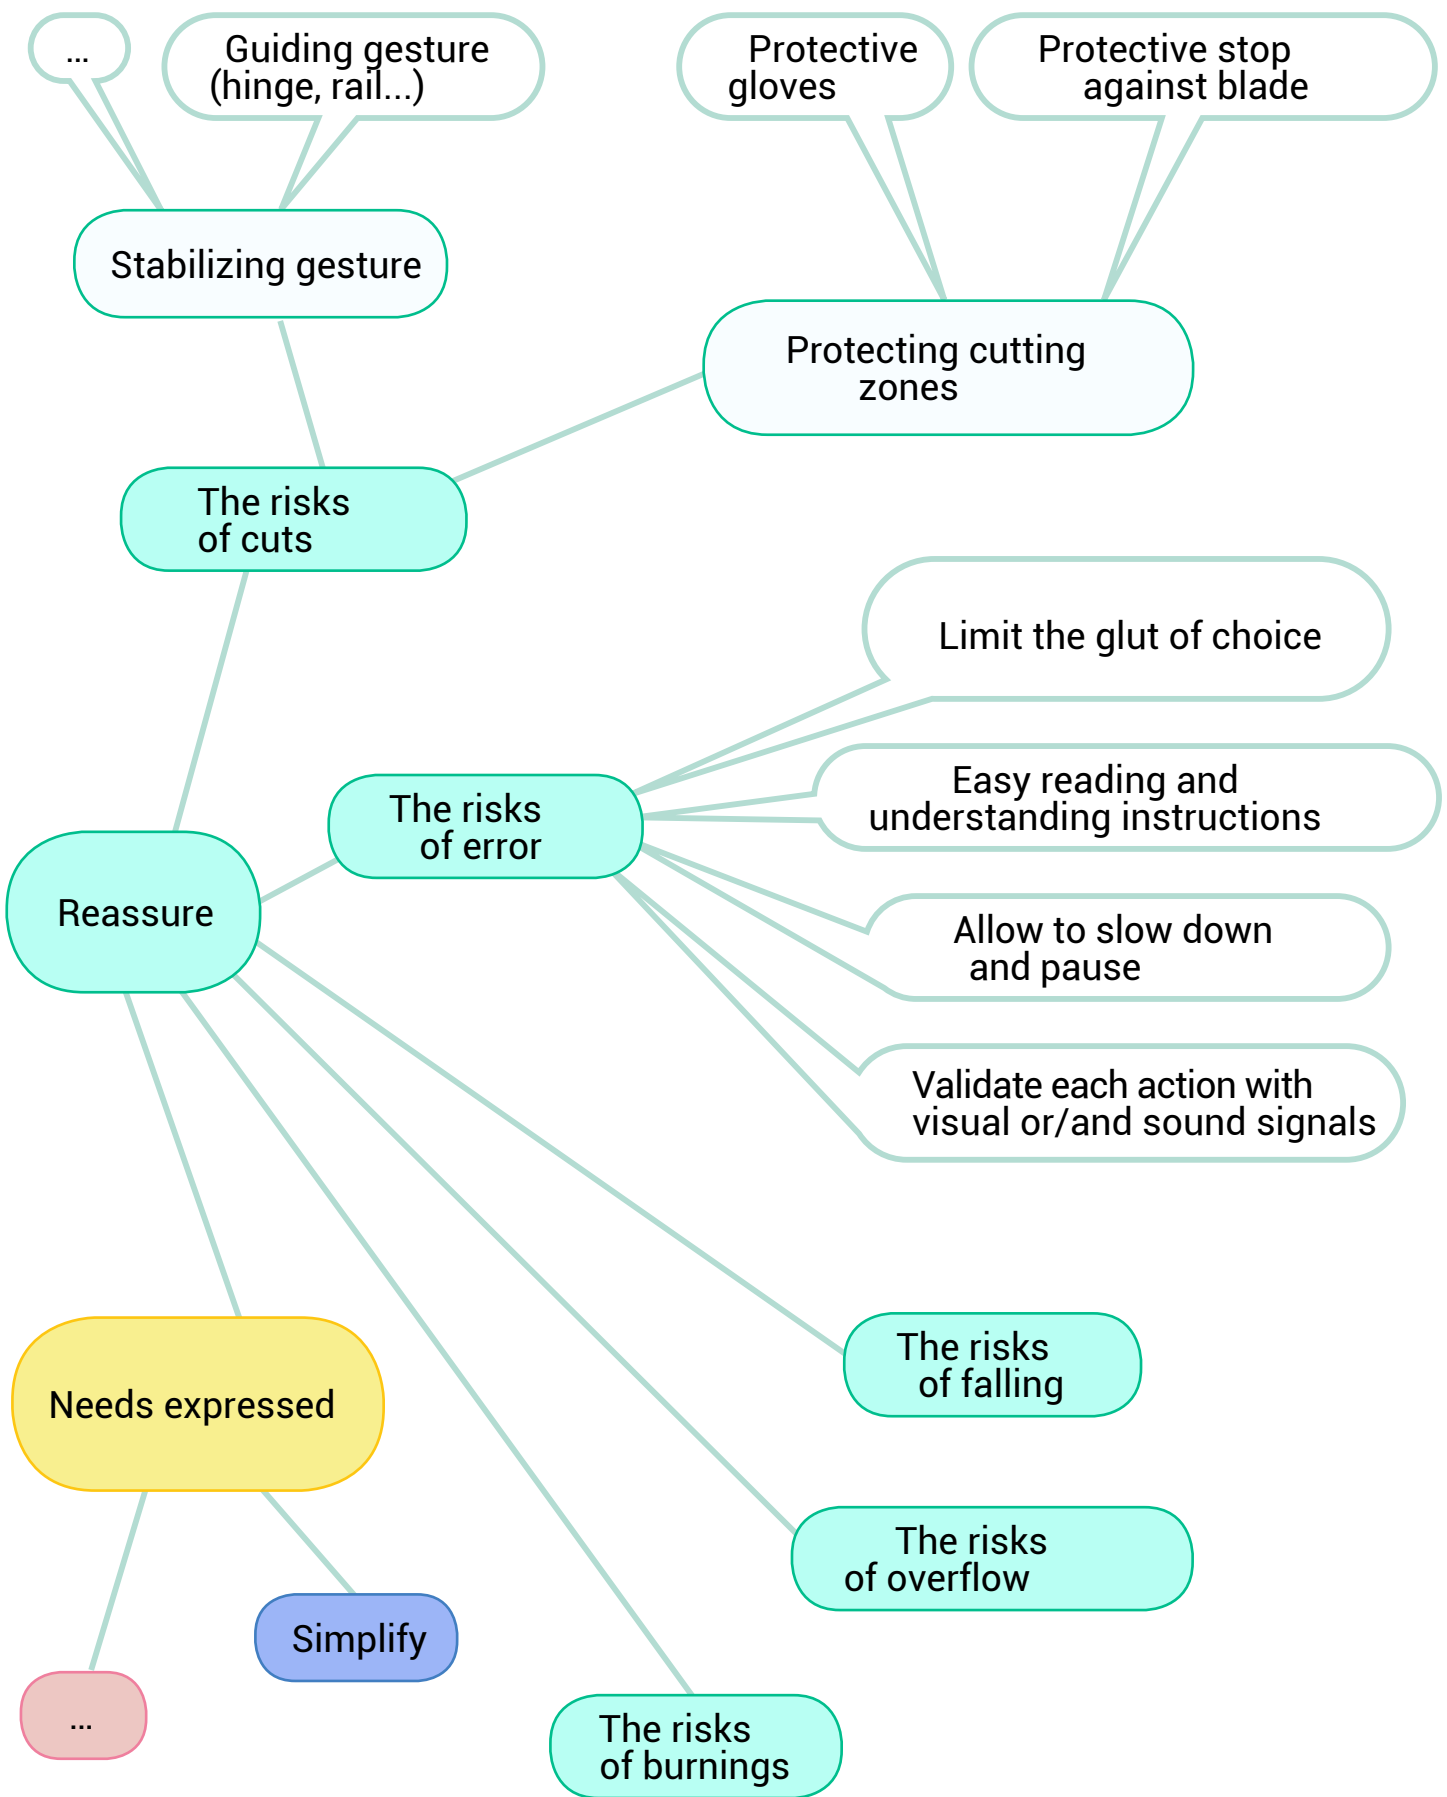 ...
Guiding gesture
(hinge, rail...)
Protective
gloves
Protective stop
against blade
Stabilizing gesture
Protecting cutting
zones
The risks
of cuts
Limit the glut of choice
Easy reading and
understanding instructions
The risks
of error
Reassure
Allow to slow down
and pause
Validate each action with
visual or/and sound signals
The risks
of falling
Needs expressed
The risks
of overflow
Simplify
...
The risks
of burnings